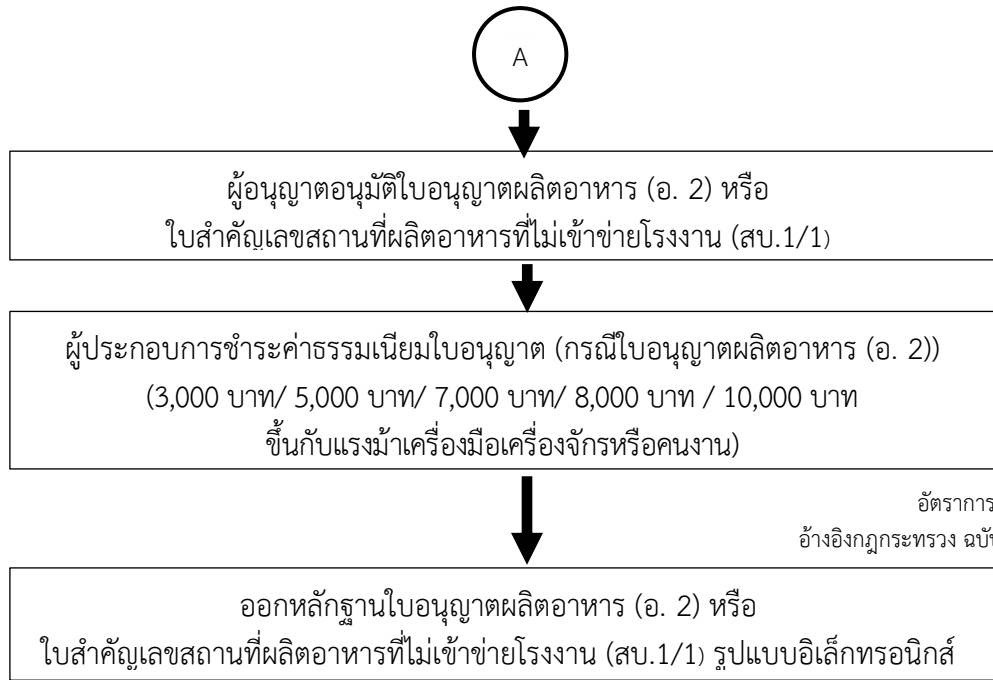 A
ผู้อนุญาตอนุมัติใบอนุญาตผลิตอาหาร (อ. 2) หรือ
ใบสำคัญเลขสถานที่ผลิตอาหารที่ไม่เข้าข่ายโรงงาน (สบ.1/1)
ผู้ประกอบการชำระค่าธรรมเนียมใบอนุญาต (กรณีใบอนุญาตผลิตอาหาร (อ. 2))
(3,000 บาท/ 5,000 บาท/ 7,000 บาท/ 8,000 บาท / 10,000 บาท
ขึ้นกับแรงม้าเครื่องมือเครื่องจักรหรือคนงาน)
อัตราการ
อ้างอิงกฎกระทรวง
ออกหลักฐานใบอนุญาตผลิตอาหาร (อ. 2) หรือ
ใบสำคัญเลขสถานที่ผลิตอาหารที่ไม่เข้าข่ายโรงงาน (สบ.1/1) รูปแบบอิเล็กทรอนิกส์